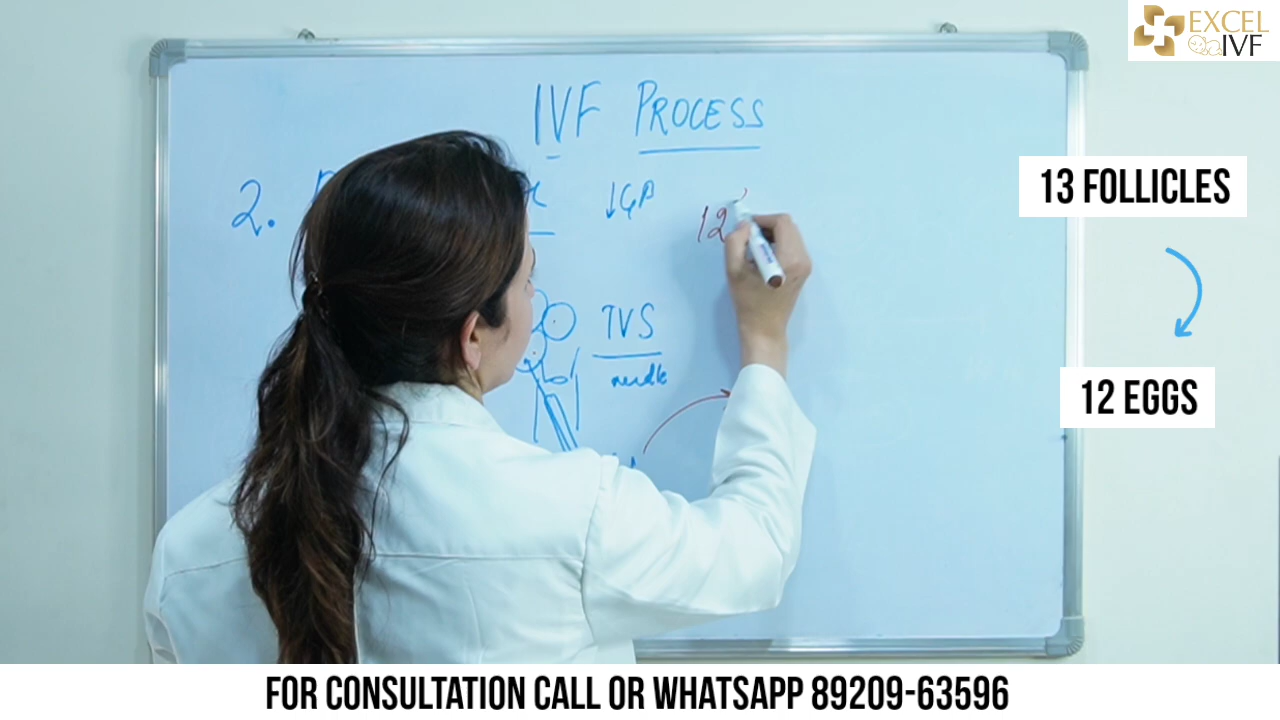 EXCEL
IVF
IVF PROCESS
2.
↓GA
12
13 FOLLICLES
TVS
needle
12 EGGS
FOR CONSULTATION CALL OR WHATSAPP 89209-63596